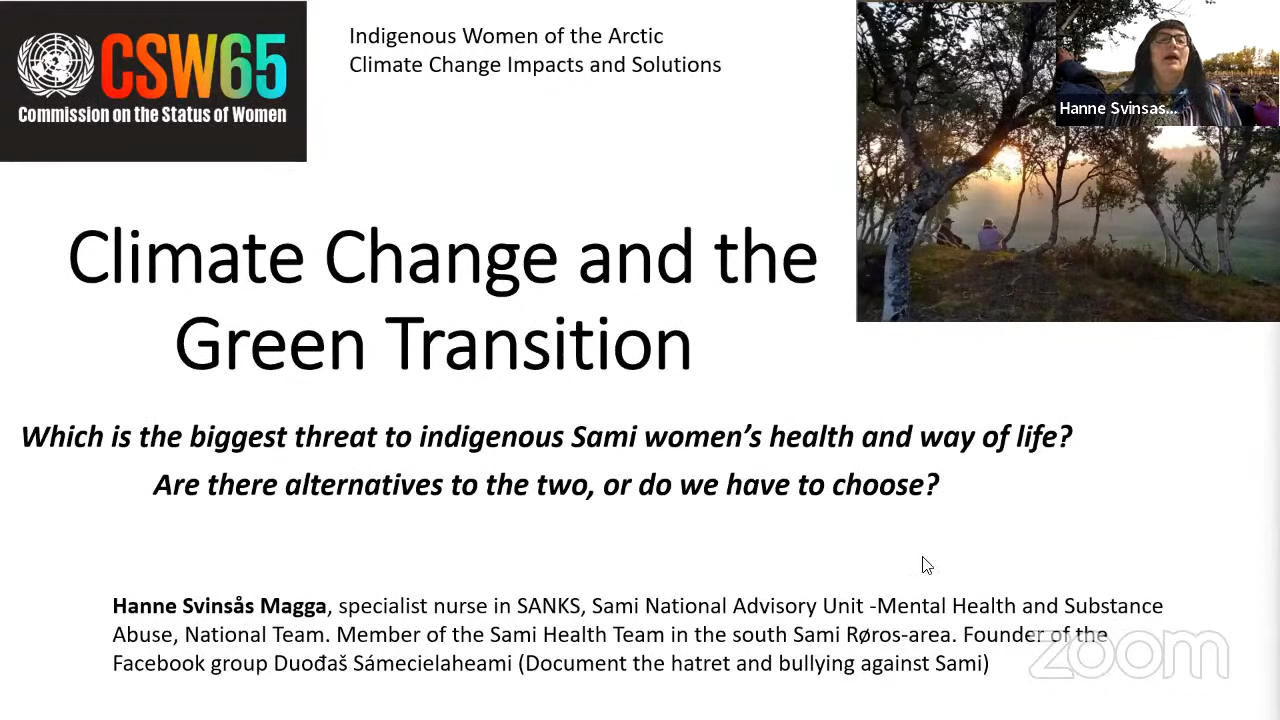 CSW65
Commission on the Status of Women
Indigenous Women of the Arctic
Climate Change Impacts and Solutions
Hanne Svinsas...
Climate Change and the
Green Transition
Which is the biggest threat to indigenous Sami women’s health and way of life?
Are there alternatives to the two, or do we have to choose?
Hanne Svinsås Magga, specialist nurse in SANKS, Sami National Advisory Unit -Mental Health and Substance
Abuse, National Team. Member of the Sami Health Team in the south Sami Røros-area. Founder of the
Facebook group Duođaš Sámecielaheami (Document the hatret and bullying against Sami)
zoom